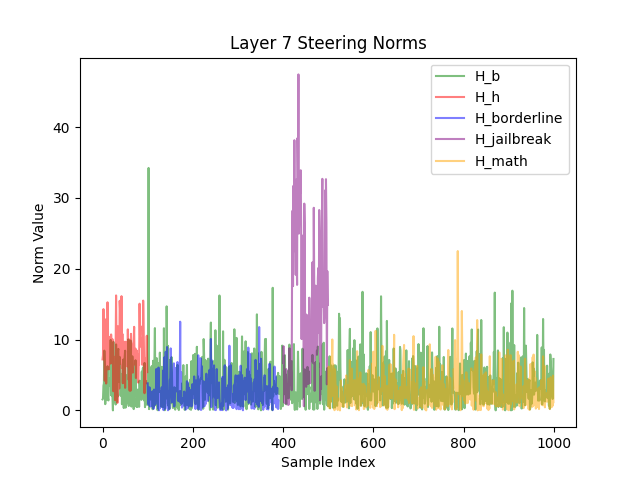 Layer 7 Steering Norms
H_b
H_h
H_borderline
H_jailbreak
H_math
Norm Value
40
30
20
10
0
0 200 400 600 800 1000
Sample Index